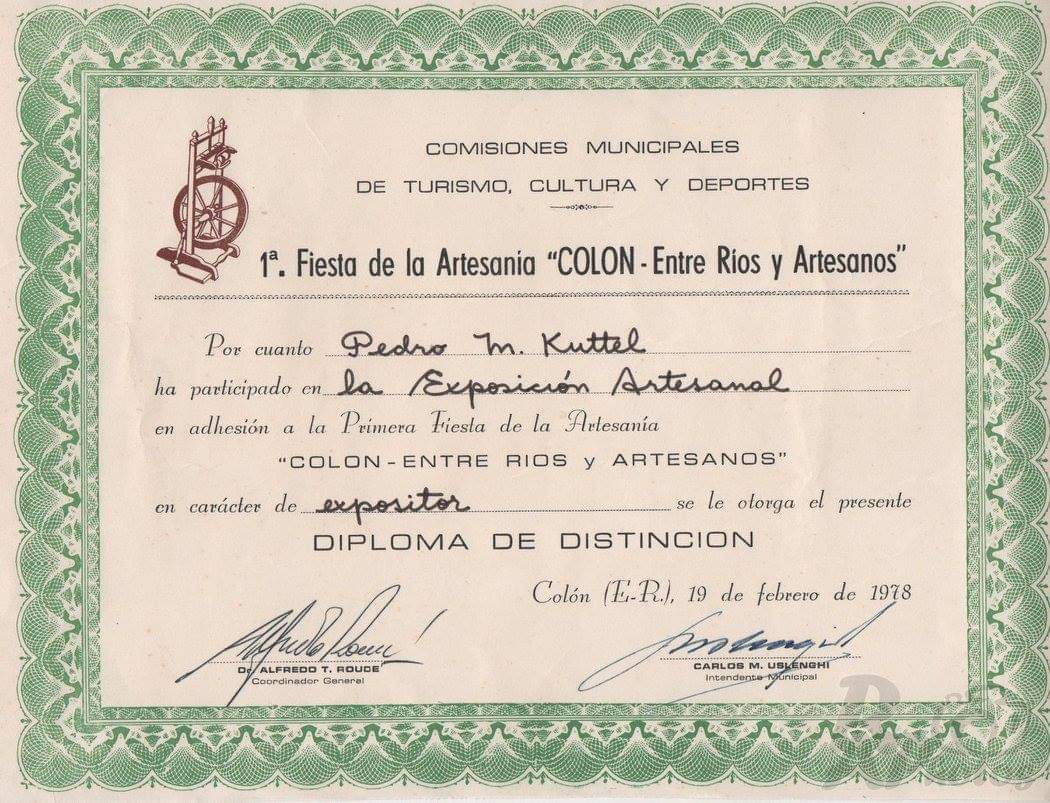 COMISIONES MUNICIPALES
DE TURISMO, CULTURA Y DEPORTES
1ª. Fiesta de la Artesania "COLON - Entre Ríos y Artesanos"
Por cuanto Pedro M. Kuttel
ha participado en la Exposición Artesanal
en adhesión a la Primera Fiesta de la Artesanía
"COLON - ENTRE RIOS y ARTESANOS"
en carácter de expositor se le otorga el presente
DIPLOMA DE DISTINCION
Colón (E-R.), 19 de febrero de 1978
Dr. ALFREDO T. ROUDE
Coordinador General
CARLOS M. USLENGHI
Intendente Municipal